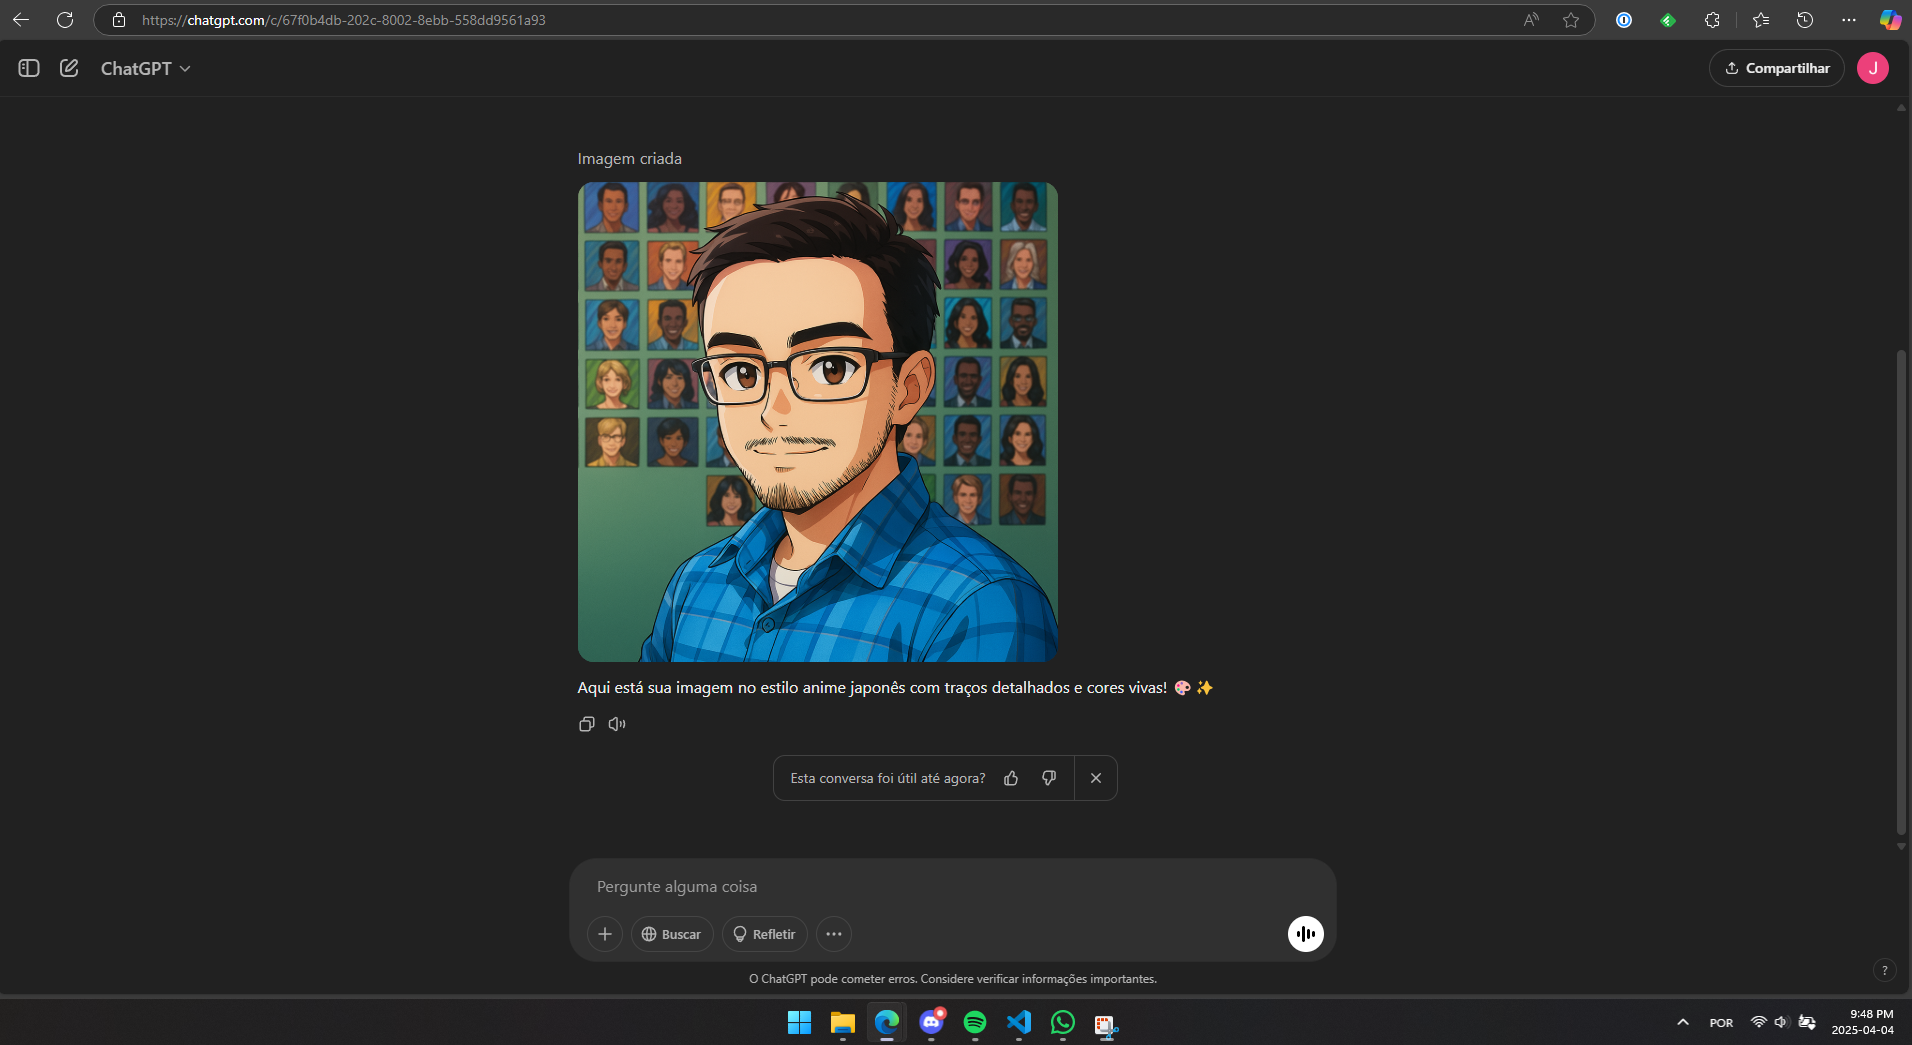 https://chatgpt.com/c/67f0b4db-202c-8002-8ebb-558dd9561a93
ChatGPT
Compartilhar
J
Imagem criada
Aqui está sua imagem no estilo anime japonês com traços detalhados e cores vivas! 🎨 ✨
Esta conversa foi útil até agora?
Pergunte alguma coisa
Buscar
Refletir
O ChatGPT pode cometer erros. Considere verificar informações importantes.
?
POR
9:48 PM
2025-04-04